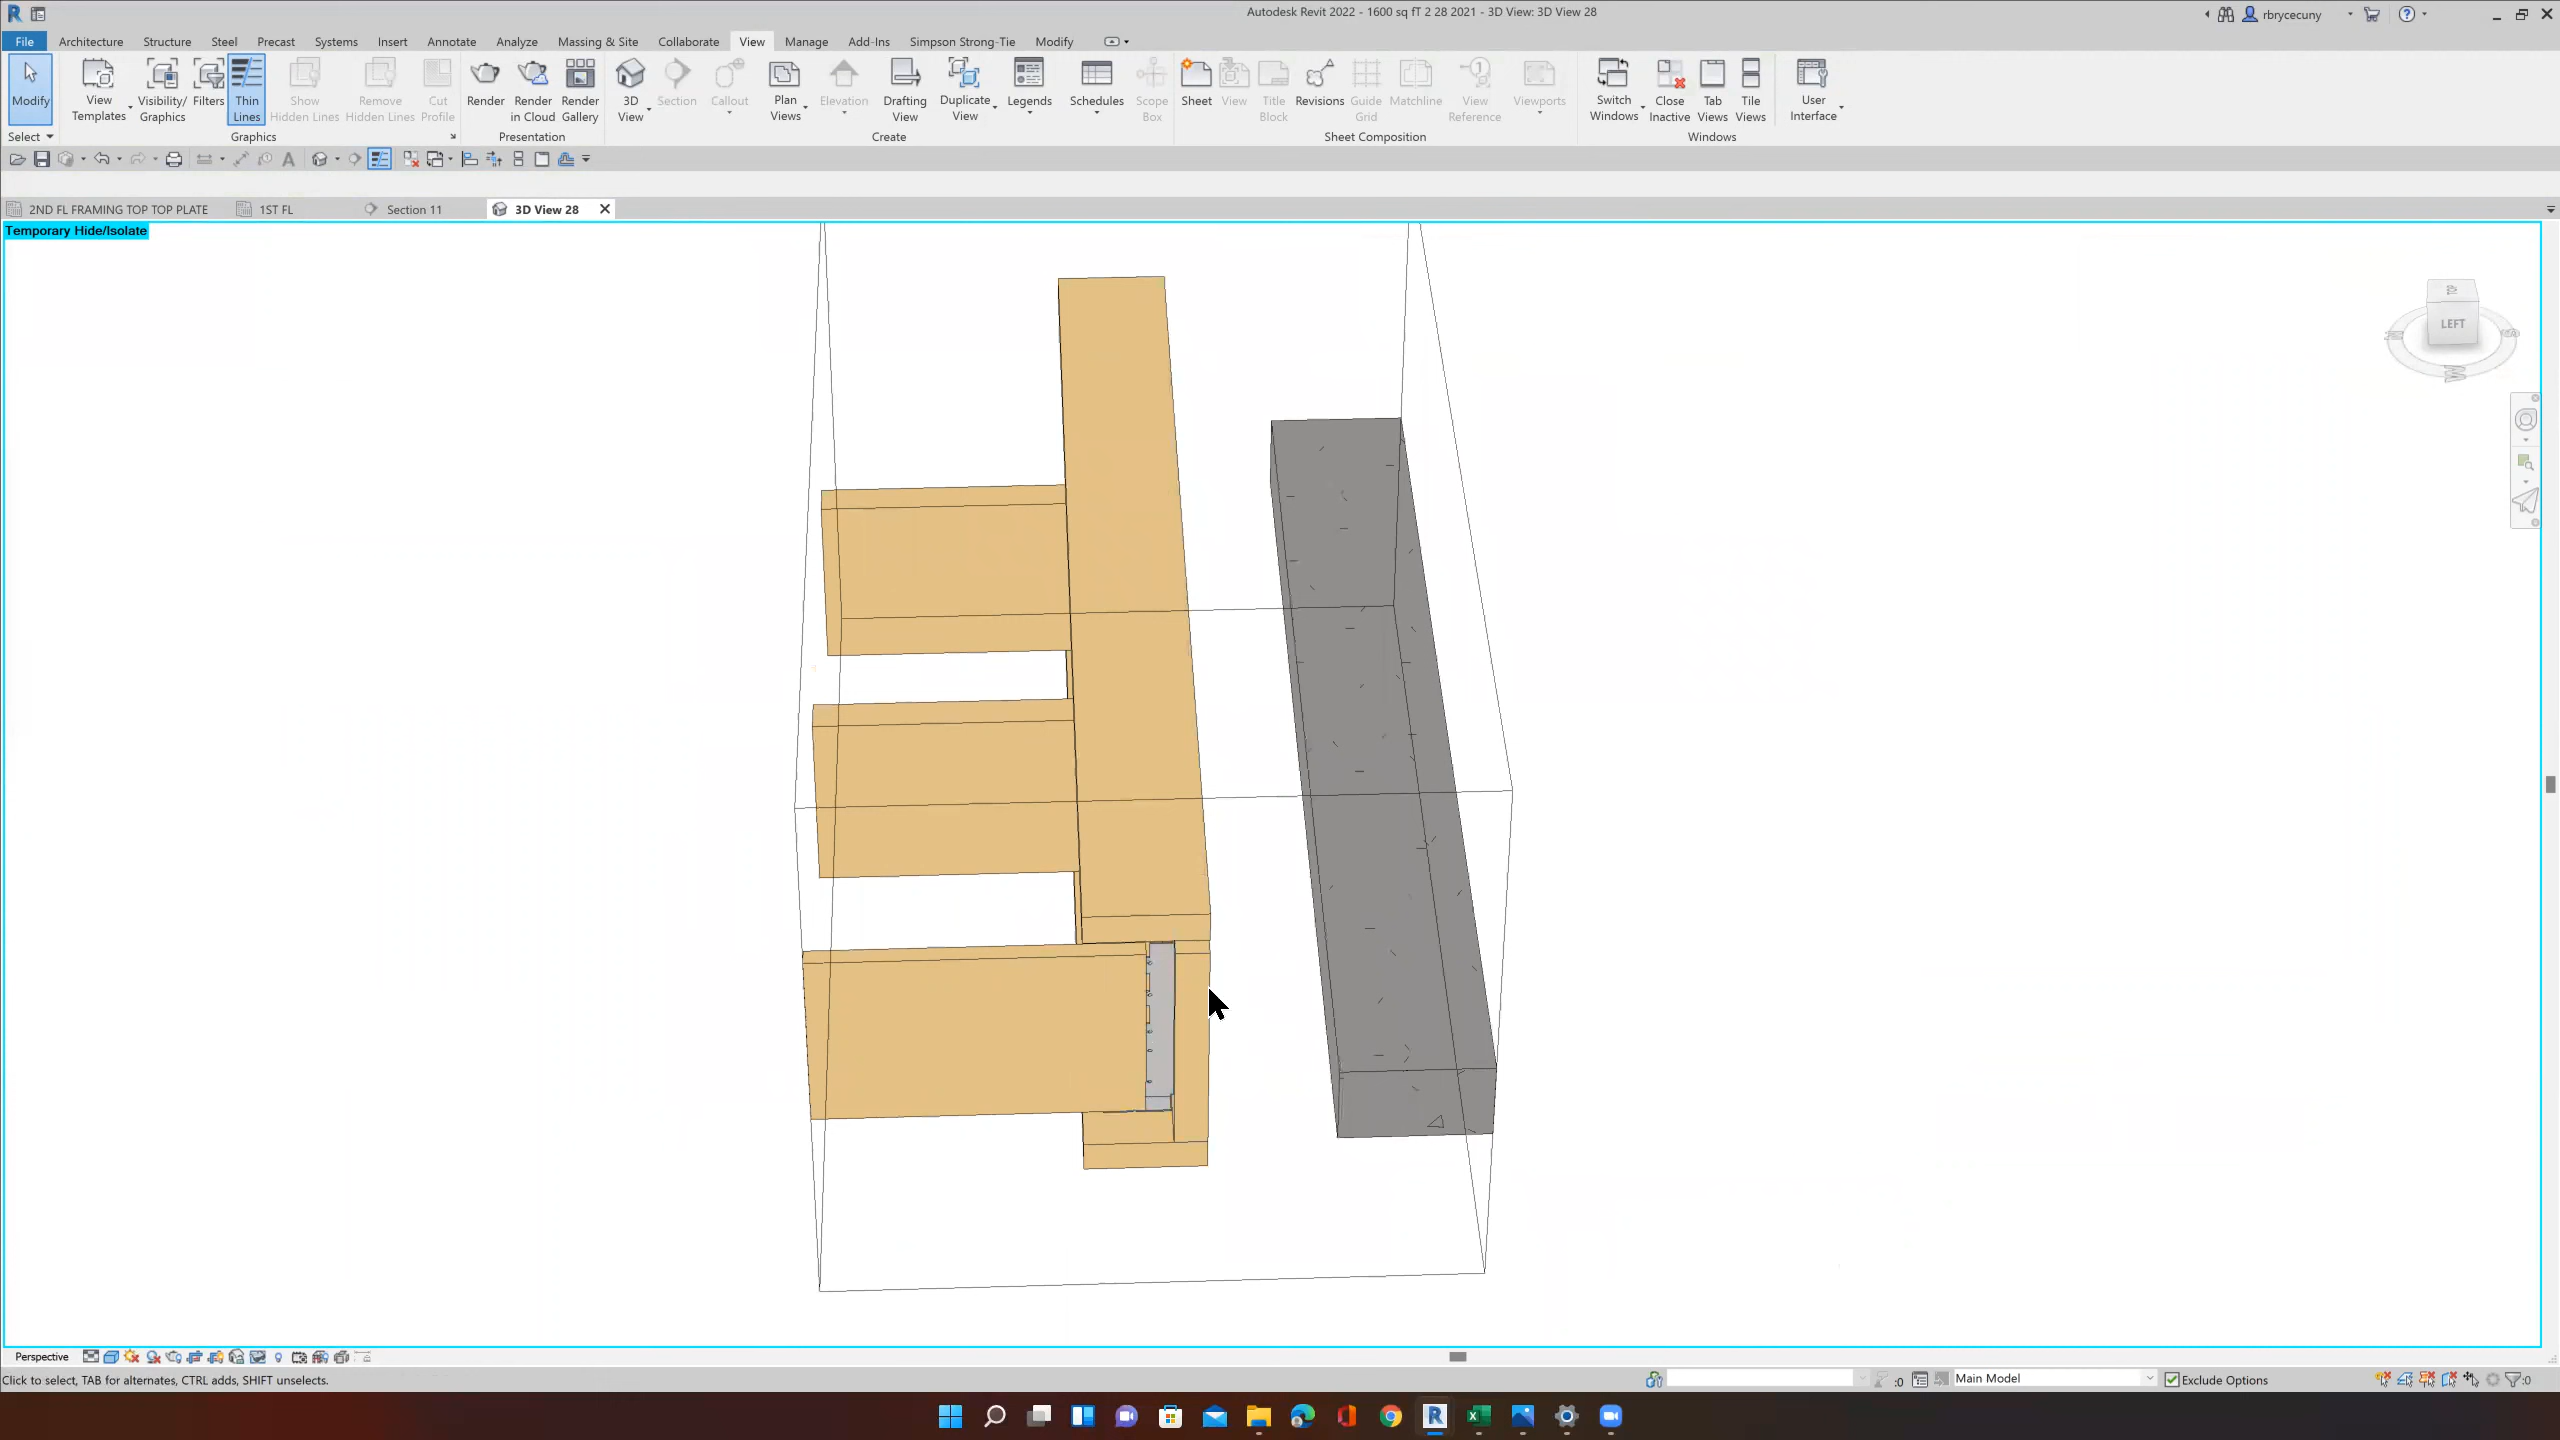 Autodesk Revit 2022 - 1600 sq fT 2 28 2021 - 3D View: 3D View 28
rbrycecuny
File Architecture Structure Steel Precast Systems Insert Annotate Analyze Massing & Site Collaborate View Manage Add-Ins Simpson Strong-Tie Modify
Modify
View Templates
Visibility/ Graphics
Filters
Thin Lines
Show Hidden Lines
Remove Hidden Lines
Cut Profile
Render
Render in Cloud
Render Gallery
3D View
Section
Callout
Plan Views
Elevation
Drafting View
Duplicate View
Legends
Schedules
Scope Box
Sheet
View
Title Block
Revisions
Guide Grid
Matchline
View Reference
Viewports
Switch Windows
Close Inactive
Tab Views
Tile Views
User Interface
Select Graphics Presentation Create Sheet Composition Windows
2ND FL FRAMING TOP TOP PLATE 1ST FL Section 11 3D View 28
Temporary Hide/Isolate
LEFT
W
Perspective
Click to select, TAB for alternates, CTRL adds, SHIFT unselects.
:0
Main Model
Exclude Options
:0